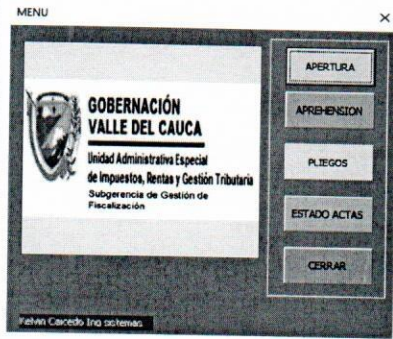 MENU
×
GOBERNACIÓN
VALLE DEL CAUCA
Unidad Administrativa Especial
de Impuestos, Rentas y Gestión Tributaria
Subgerencia de Gestión de
Fiscalización
APERTURA
APREHENSION
PLIEGOS
ESTADO ACTAS
CERRAR
Kelvin Caicedo Ing sistemas